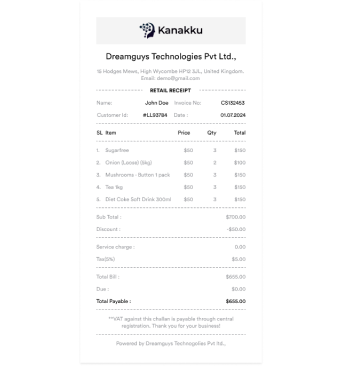 Kanakku
Dreamguys Technologies Pvt Ltd.,
15 Hodges Mews, High Wycombe HP12 3JL, United Kingdom.
Email: demo@gmail.com
RETAIL RECEIPT
Name: John Doe Invoice No: CS132453
Customer Id: #LL93784 Date : 01.07.2024
SL Item Price Qty Total
1. Sugarfree $50 3 $150
2. Onion (Loose) (5kg) $50 2 $100
3. Mushrooms - Button 1 pack $50 3 $150
4. Tea 1kg $50 3 $150
5. Diet Coke Soft Drink 300ml $50 3 $150
Sub Total : $700.00
Discount : -$50.00
Service charge : 0.00
Tax(5%) $5.00
Total Bill : $655.00
Due : $0.00
Total Payable : $655.00
**VAT against this challan is payable through central
registration. Thank you for your business!
Powered by Dreamguys Technogolies Pvt ltd.,